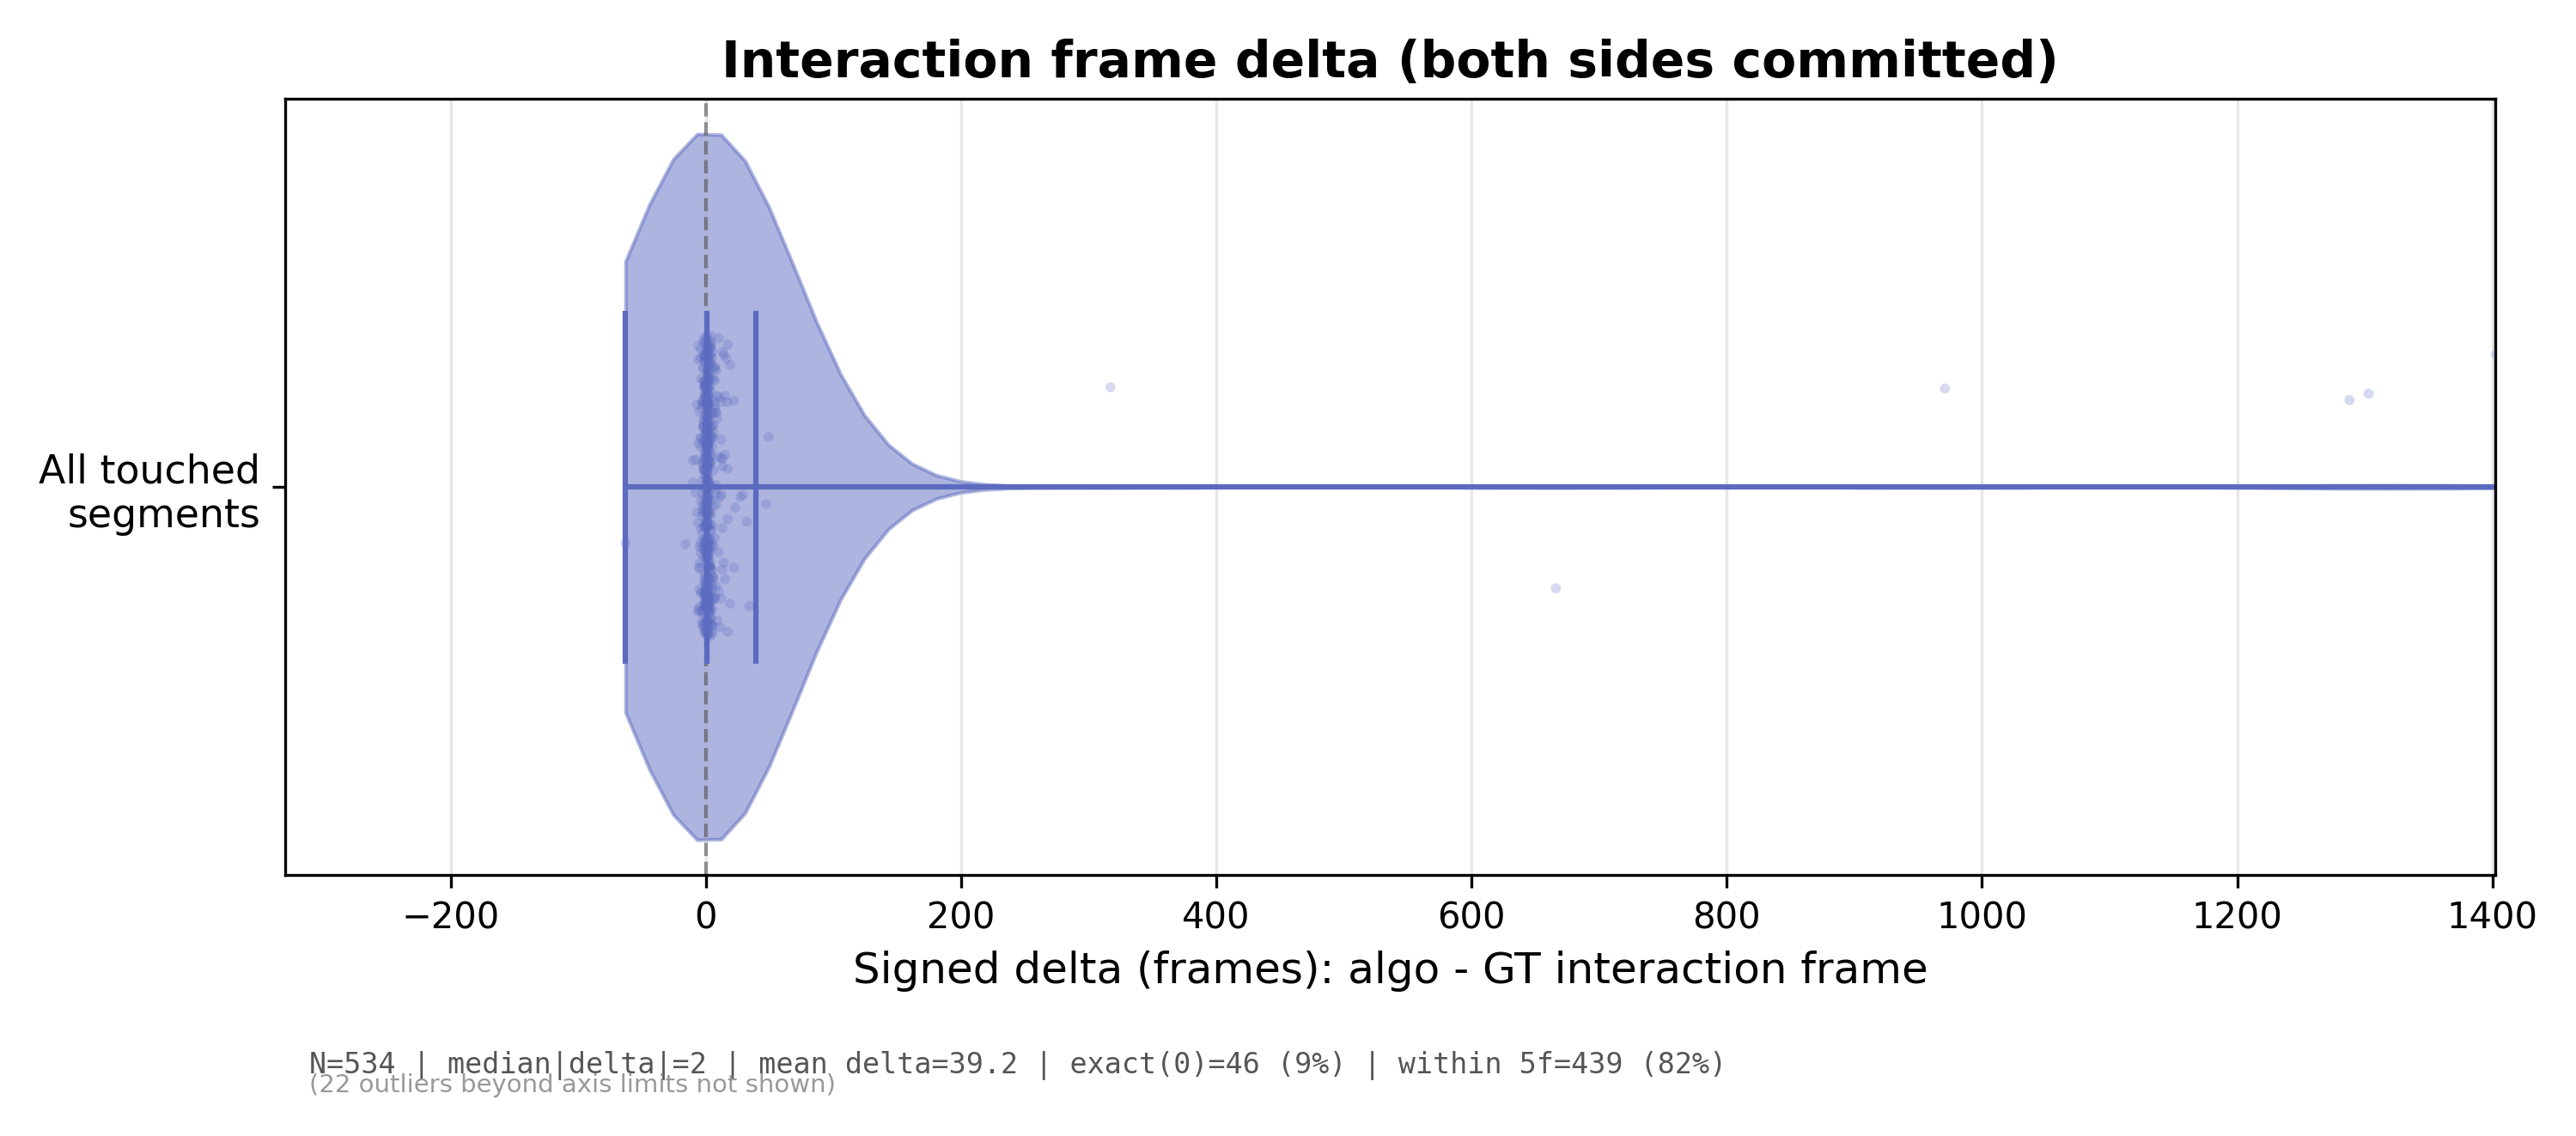 Interaction frame delta (both sides committed)
All touched
segments
−200 0 200 400 600 800 1000 1200 1400
Signed delta (frames): algo - GT interaction frame
N=534 | median|delta|=2 | mean delta=39.2 | exact(0)=46 (9%) | within 5f=439 (82%)
(22 outliers beyond axis limits not shown)